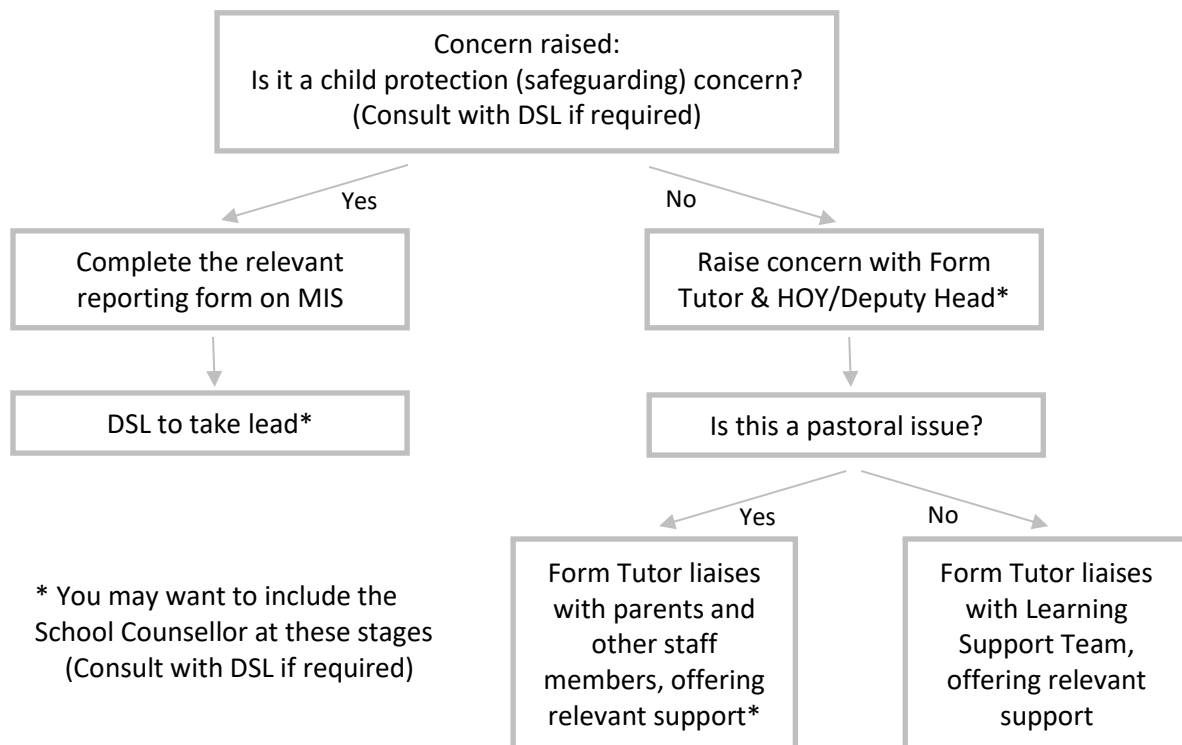 Concern raised:
Is it a child protection (safeguarding) concern?
(Consult with DSL if required)
Yes
No
Complete the relevant
reporting form on MIS
Raise concern with Form
Tutor & HOY/Deputy Head*
DSL to take lead*
Is this a pastoral issue?
Yes
No
* You may want to include the
School Counsellor at these stages
(Consult with DSL if required)
Form Tutor liaises
with parents and
other staff
members, offering
relevant support*
Form Tutor liaises
with Learning
Support Team,
offering relevant
support